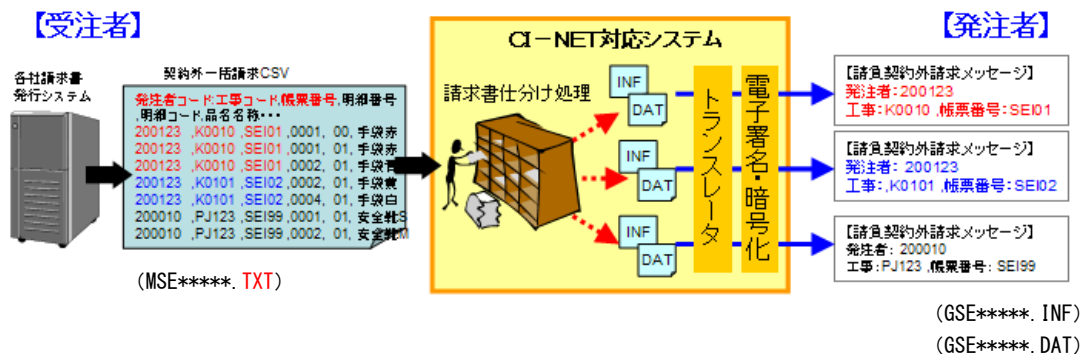 【受注者】
【発注者】
各社請求書
発行システム
契約外一括請求CSV
発注者コード,工事コード,帳票番号,明細番号
,明細コード,品名名称・・・
200123 ,K0010 ,SEI01 ,0001, 00, 手袋赤
200123 ,K0010 ,SEI01 ,0001, 01, 手袋赤
200123 ,K0010 ,SEI01 ,0002, 01, 手袋青
200123 ,K0101 ,SEI02 ,0002, 01, 手袋黄
200123 ,K0101 ,SEI02 ,0004, 01, 手袋白
200010 ,PJ123 ,SEI99 ,0001, 01, 安全靴S
200010 ,PJ123 ,SEI99 ,0002, 01, 安全靴M
(MSE*****.TXT)
CI-NET対応システム
請求書仕分け処理
INF
DAT
INF
DAT
INF
DAT
トランスレータ
電子署名・暗号化
【請負契約外請求メッセージ】
発注者:200123
工事:K0010 ,帳票番号:SEI01
【請負契約外請求メッセージ】
発注者: 200123
工事:,K0101 ,帳票番号:SEI02
【請負契約外請求メッセージ】
発注者: 200010
工事:PJ123 ,帳票番号: SEI99
(GSE*****.INF)
(GSE*****.DAT)